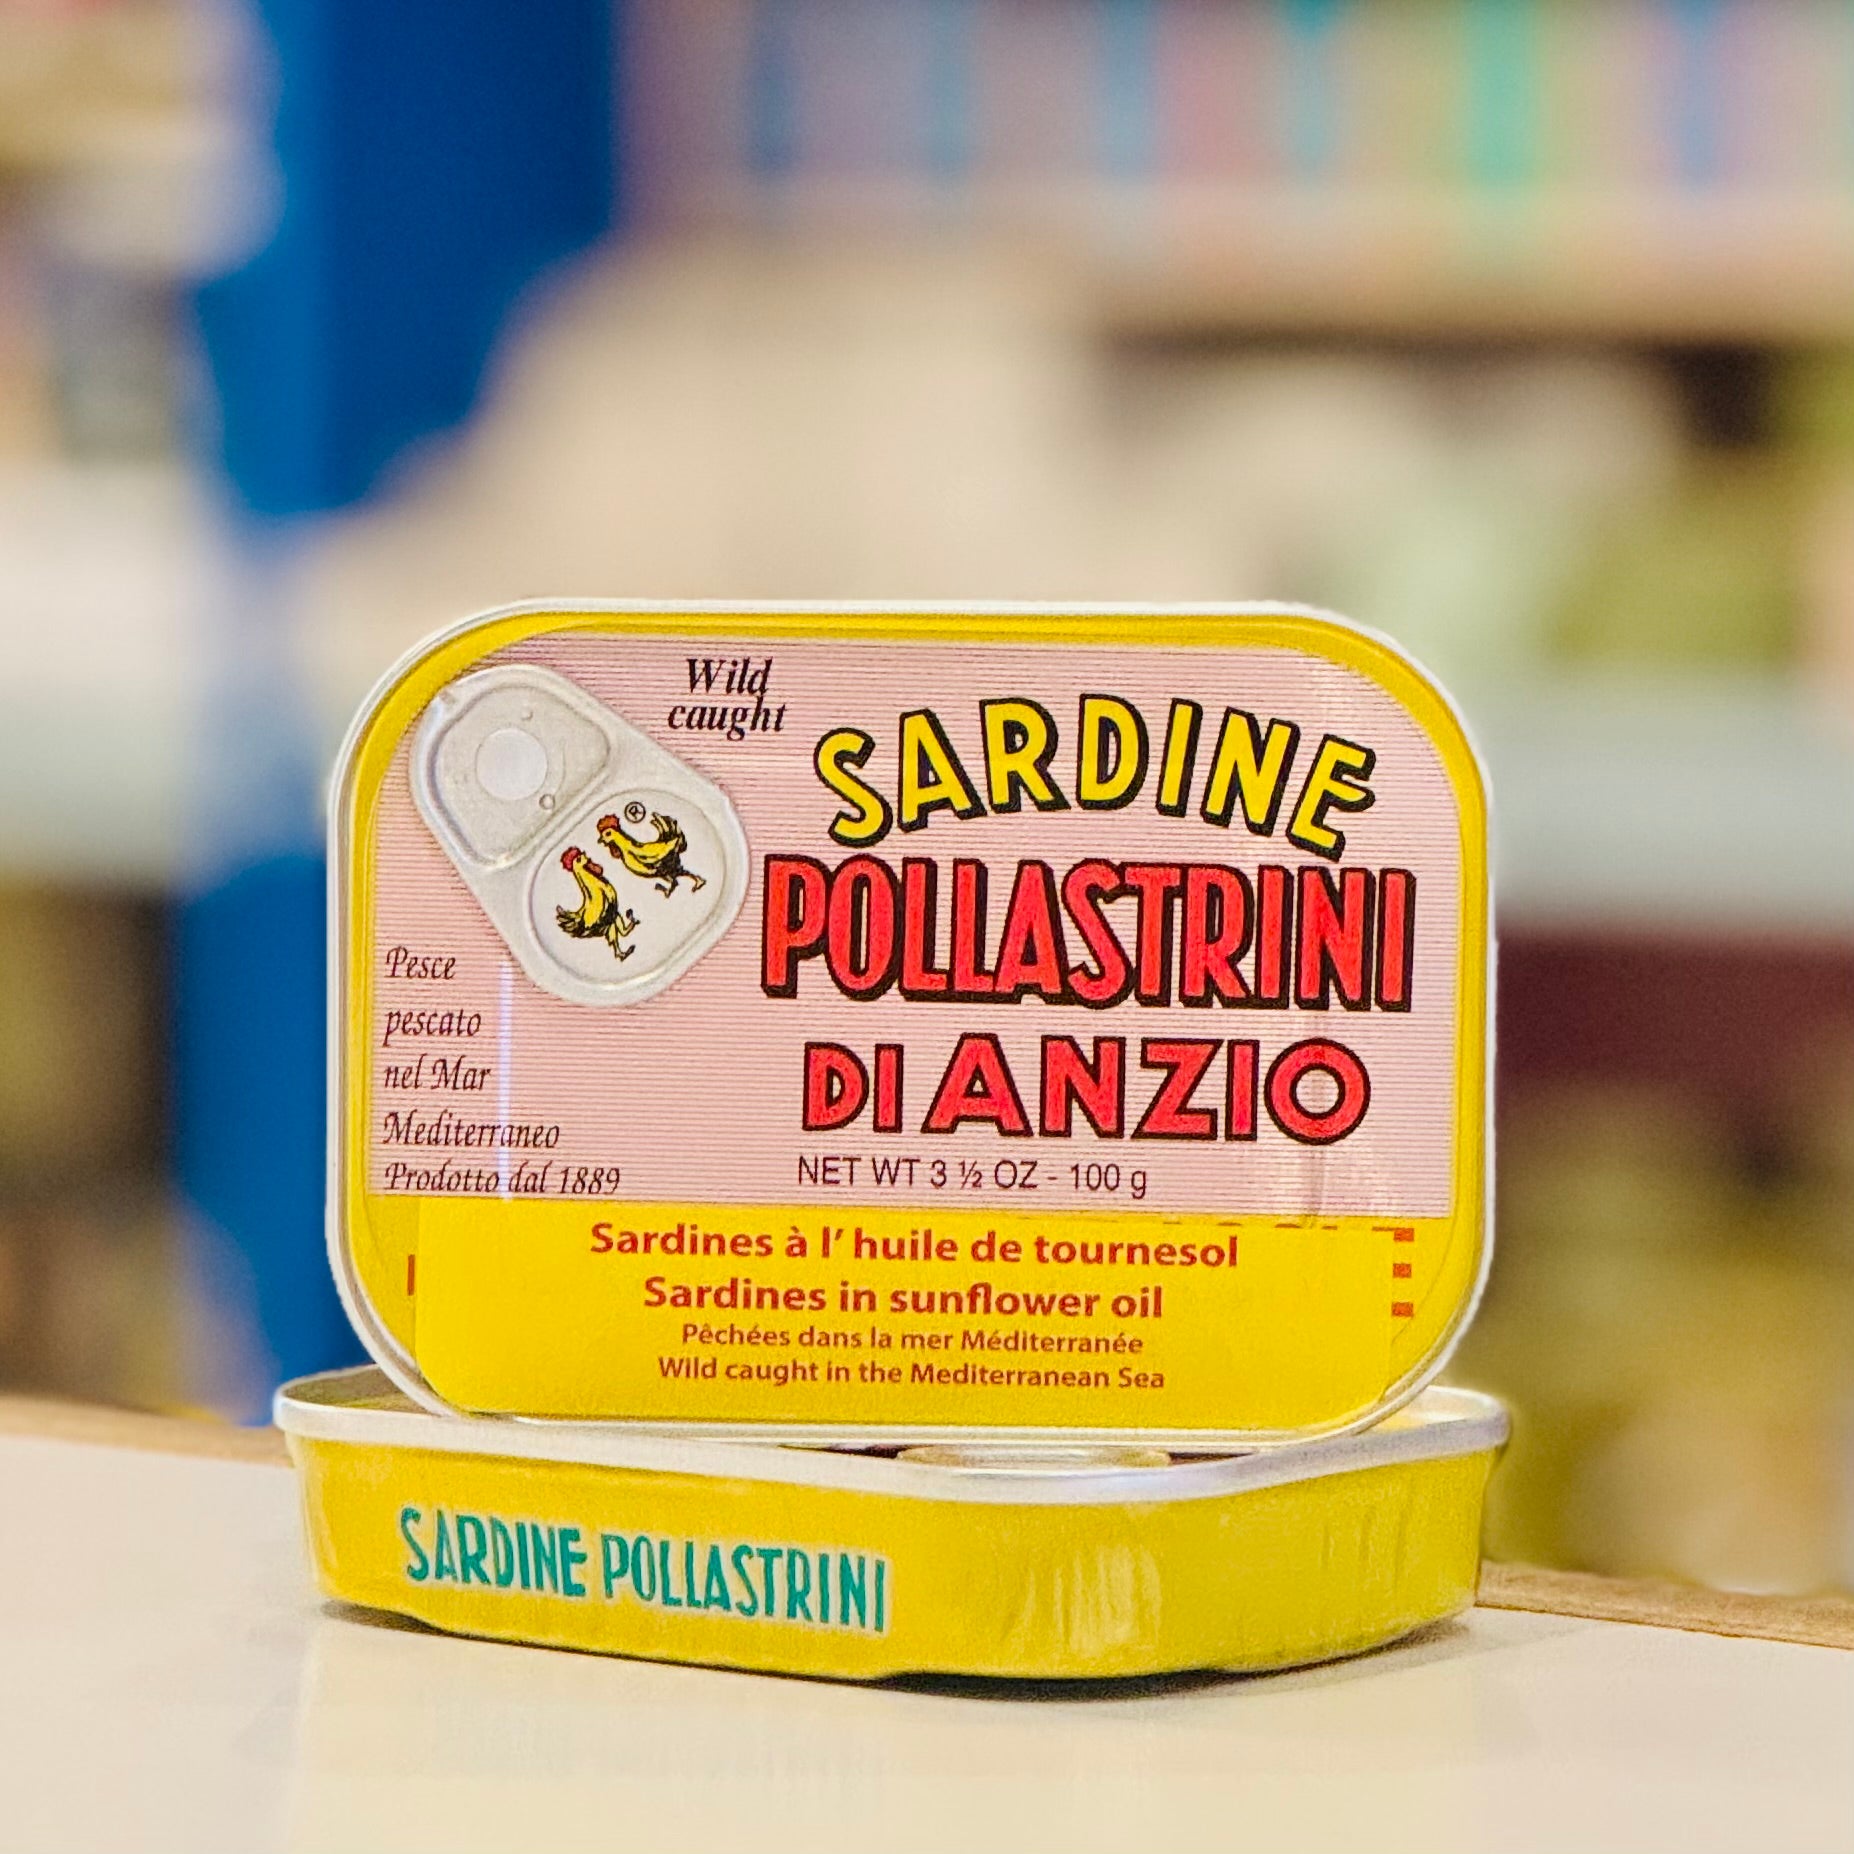 Wild
caught
®
SARDINE
POLLASTRINI
DI ANZIO
Pesce
pescato
nel Mar
Mediterraneo
Prodotto dal 1889
NET WT 3 ½ OZ - 100 g
Sardines à l' huile de tournesol
Sardines in sunflower oil
Pêchées dans la mer Méditerranée
Wild caught in the Mediterranean Sea
SARDINE POLLASTRINI